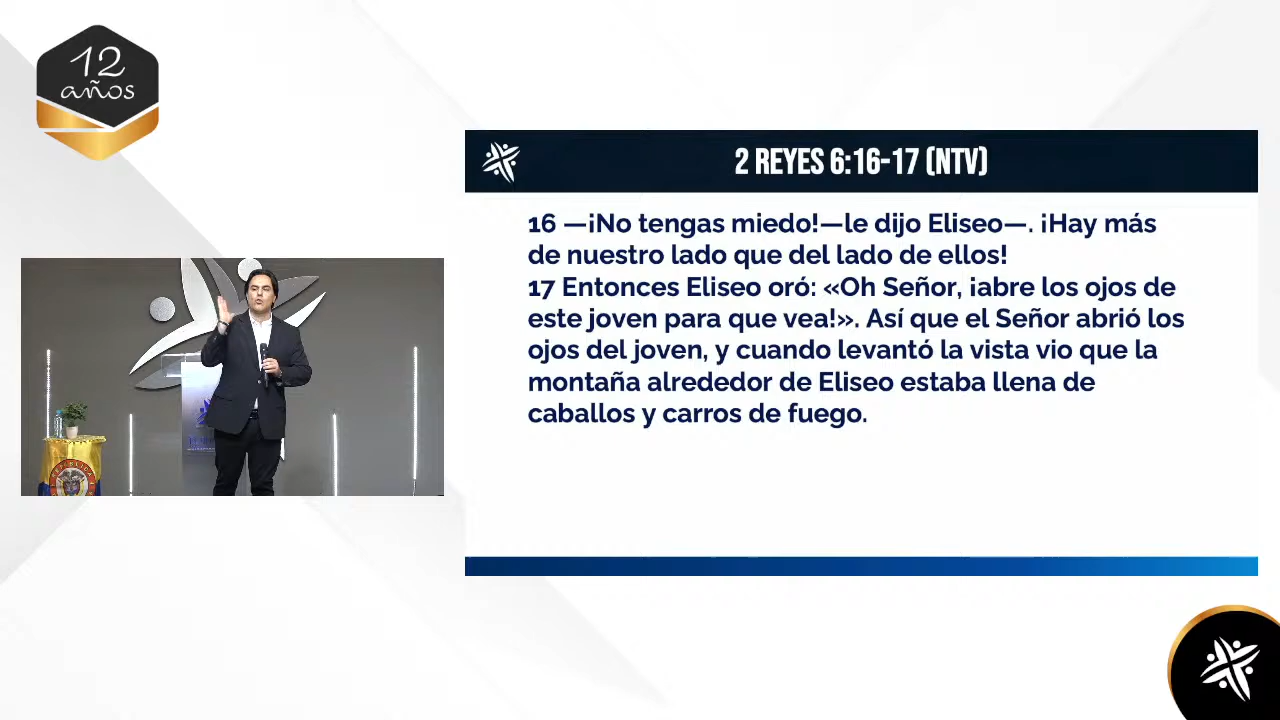 12
años
2 REYES 6:16-17 (NTV)
16 —¡No tengas miedo!—le dijo Eliseo—. ¡Hay más
de nuestro lado que del lado de ellos!
17 Entonces Eliseo oró: «Oh Señor, ¡abre los ojos de
este joven para que vea!». Así que el Señor abrió los
ojos del joven, y cuando levantó la vista vio que la
montaña alrededor de Eliseo estaba llena de
caballos y carros de fuego.